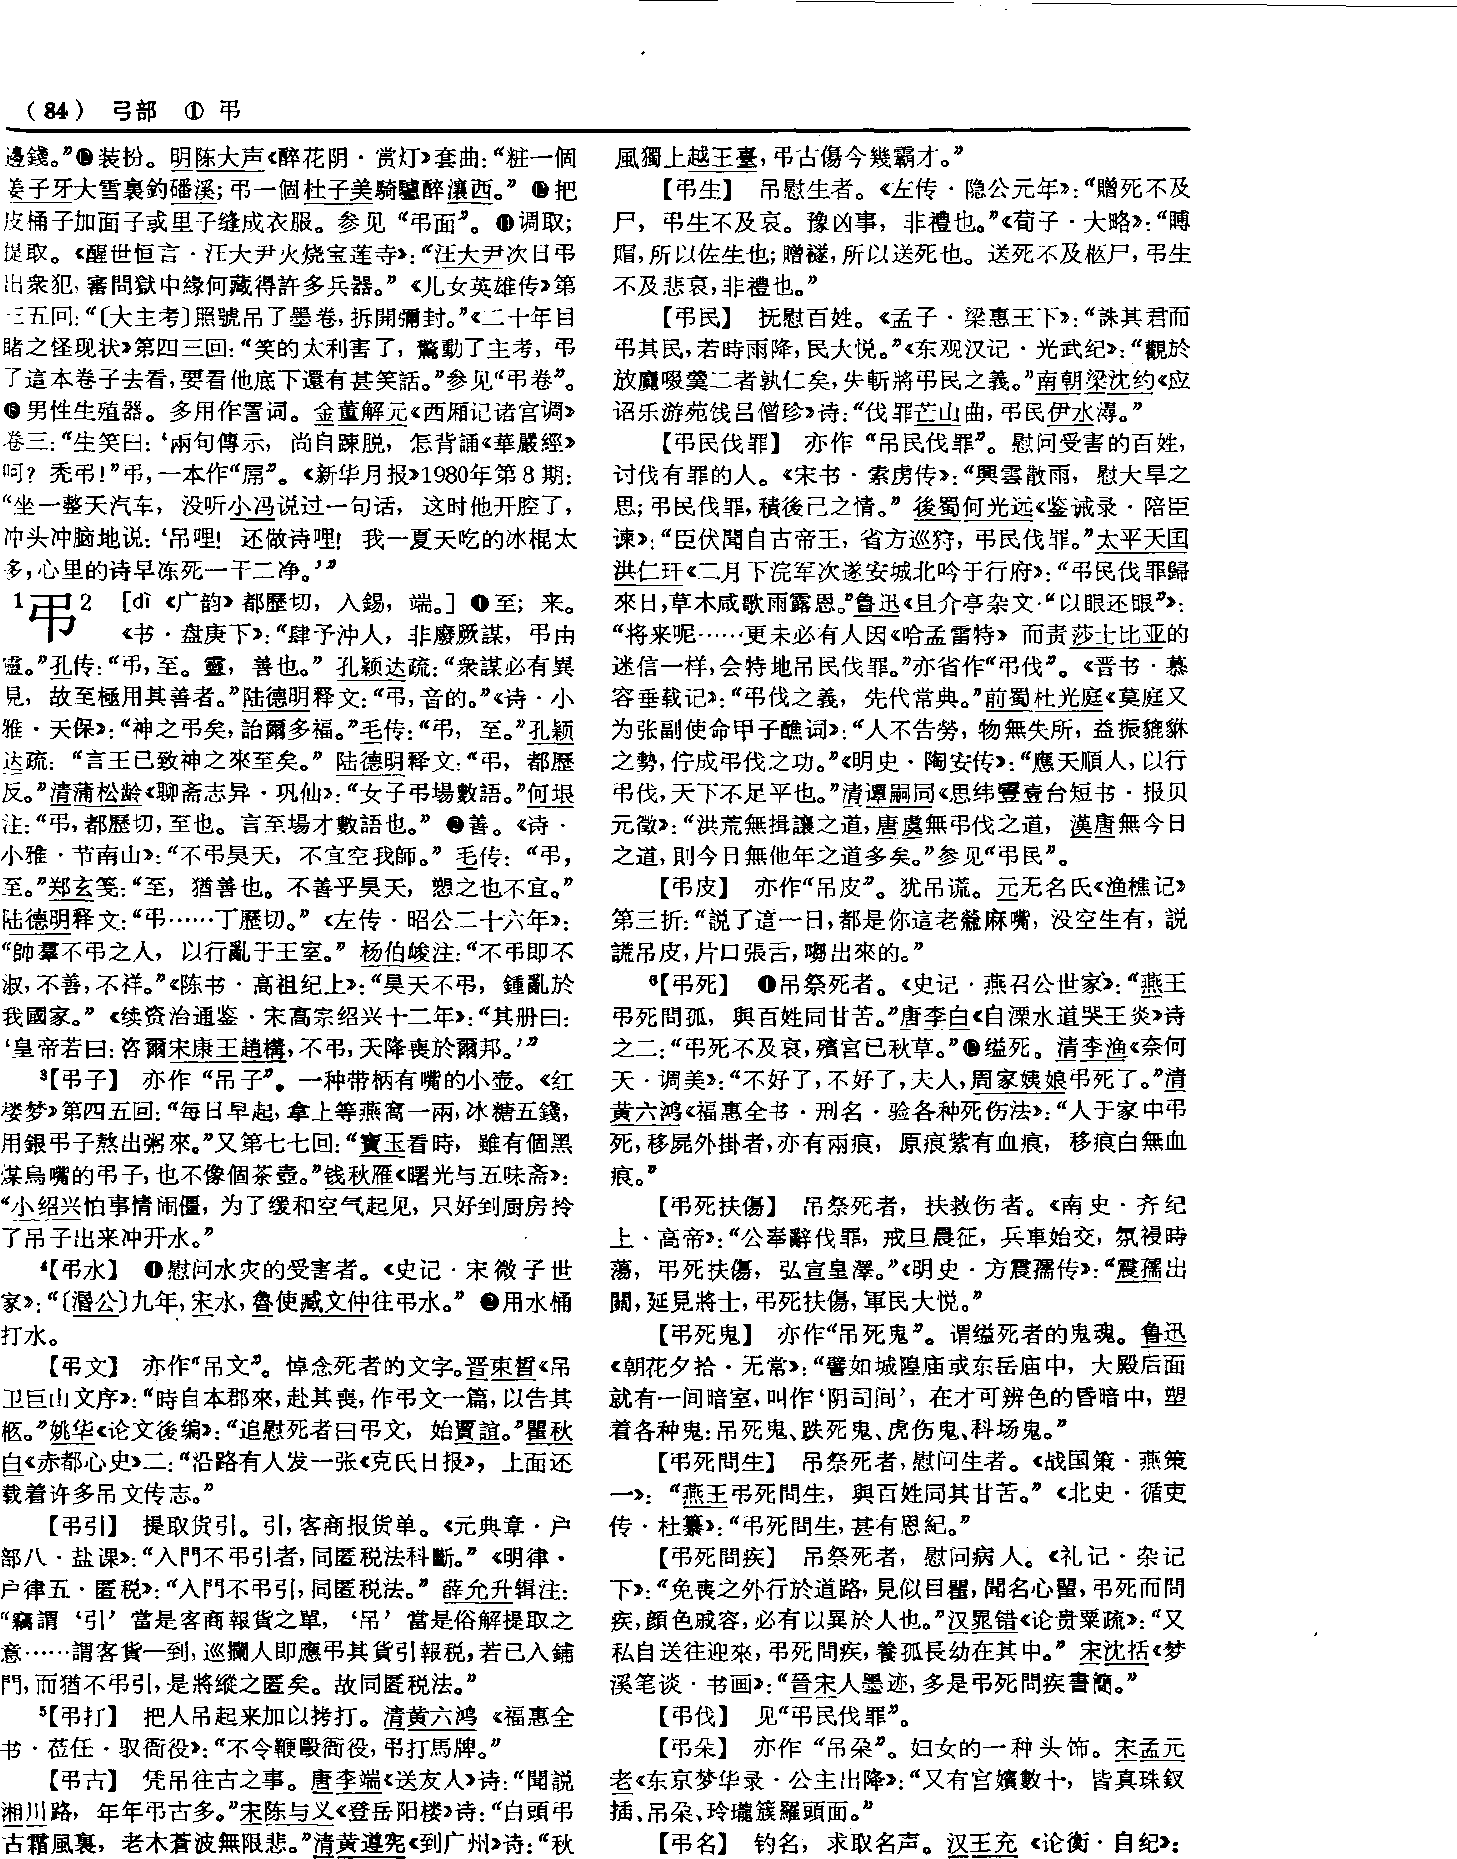 （84） 弓部 ① 弔
邊錢。”⓬装扮。明陈大声《醉花阴·赏灯》套曲：“粧一個
姜子牙大雪裏釣磻溪；弔一個杜子美騎驢醉瀼西。” ⓭把
皮桶子加面子或里子缝成衣服。参见“弔面”。⓮调取；
提取。《醒世恒言·汪大尹火烧宝莲寺》：“汪大尹次日弔
出衆犯，審問獄中緣何藏得許多兵器。”《儿女英雄传》第
三五回：“〔大主考〕照號吊了墨卷，拆開彌封。”《二十年目
睹之怪现状》第四三回：“笑的太利害了，驚動了主考，弔
了這本卷子去看，要看他底下還有甚笑話。”参见“弔卷”。
⓯男性生殖器。多用作詈词。金董解元《西厢记诸宫调》
卷三：“生笑曰：‘兩句傳示，尚自疎脱，怎背誦《華嚴經》
呵？秃弔！”弔，一本作“屌”。《新华月报》1980年第8期：
“坐一整天汽车，没听小冯说过一句话，这时他开腔了，
冲头冲脑地说：‘吊哩！还做诗哩！我一夏天吃的冰棍太
多，心里的诗早冻死一干二净。’”
1弔2 ［dì 《广韵》都歷切，入錫，端。］❶至；来。
《书·盘庚下》：“肆予沖人，非廢厥謀，弔由
靈。”孔传：“弔，至。靈，善也。”孔颖达疏：“衆謀必有異
見，故至極用其善者。”陆德明释文：“弔，音的。”《诗·小
雅·天保》：“神之弔矣，詒爾多福。”毛传：“弔，至。”孔颖
达疏：“言王已致神之來至矣。”陆德明释文：“弔，都歷
反。”清蒲松龄《聊斋志异·巩仙》：“女子弔場數語。”何垠
注：“弔，都歷切，至也。言至場才數語也。”❷善。《诗·
小雅·节南山》：“不弔昊天，不宜空我師。”毛传：“弔，
至。”郑玄笺：“至，猶善也。不善乎昊天，愬之也不宜。”
陆德明释文：“弔……丁歷切。”《左传·昭公二十六年》：
“帥羣不弔之人，以行亂于王室。”杨伯峻注：“不弔即不
淑，不善，不祥。”《陈书·高祖纪上》：“昊天不弔，鍾亂於
我國家。”《续资治通鉴·宋高宗绍兴十二年》：“其册曰：
‘皇帝若曰：咨爾宋康王趙構，不弔，天降喪於爾邦。’”
3【弔子】 亦作“吊子”。一种带柄有嘴的小壶。《红
楼梦》第四五回：“每日早起，拿上等燕窩一兩，冰糖五錢，
用銀弔子熬出粥來。”又第七七回：“寳玉看時，雖有個黑
煤烏嘴的弔子，也不像個茶壺。”钱秋雁《曙光与五味斋》：
“小绍兴怕事情闹僵，为了缓和空气起见，只好到厨房拎
了吊子出来冲开水。”
4【弔水】 ❶慰问水灾的受害者。《史记·宋微子世
家》：“〔湣公〕九年，宋水，魯使臧文仲往弔水。”❷用水桶
打水。
【弔文】 亦作“吊文”。悼念死者的文字。晋束皙《吊
卫巨山文序》：“時自本郡來，赴其喪，作弔文一篇，以告其
柩。”姚华《论文後编》：“追慰死者曰弔文，始賈誼。”瞿秋
白《赤都心史》二：“沿路有人发一张《克氏日报》，上面还
载着许多吊文传志。”
【弔引】 提取货引。引，客商报货单。《元典章·户
部八·盐课》：“入門不弔引者，同匿税法科斷。”《明律·
户律五·匿税》：“入門不弔引，同匿税法。”薛允升辑注：
“竊謂‘引’當是客商報貨之單，‘吊’當是俗解提取之
意……謂客貨一到，巡攔人即應弔其貨引報税，若已入鋪
門，而猶不弔引，是將縱之匿矣。故同匿税法。”
5【弔打】 把人吊起来加以拷打。清黄六鸿《福惠全
书·莅任·驭衙役》：“不令鞭毆衙役，弔打馬牌。”
【弔古】 凭吊往古之事。唐李端《送友人》诗：“聞説
湘川路，年年弔古多。”宋陈与义《登岳阳楼》诗：“白頭弔
古霜風裏，老木蒼波無限悲。”清黄遵宪《到广州》诗：“秋
風獨上越王臺，弔古傷今幾霸才。”
【弔生】 吊慰生者。《左传·隐公元年》：“贈死不及
尸，弔生不及哀。豫凶事，非禮也。”《荀子·大略》：“賻
賵，所以佐生也；贈襚，所以送死也。送死不及柩尸，弔生
不及悲哀，非禮也。”
【弔民】 抚慰百姓。《孟子·梁惠王下》：“誅其君而
弔其民，若時雨降，民大悦。”《东观汉记·光武纪》：“觀於
放麑啜羹二者孰仁矣，失斬將弔民之義。”南朝梁沈约《应
诏乐游苑饯吕僧珍》诗：“伐罪芒山曲，弔民伊水潯。”
【弔民伐罪】 亦作“吊民伐罪”。慰问受害的百姓，
讨伐有罪的人。《宋书·索虏传》：“興雲散雨，慰大旱之
思；弔民伐罪，積後己之情。”後蜀何光远《鉴诫录·陪臣
谏》：“臣伏聞自古帝王，省方巡狩，弔民伐罪。”太平天囯
洪仁玕《二月下浣军次遂安城北吟于行府》：“弔民伐罪歸
來日，草木咸歌雨露恩。”鲁迅《且介亭杂文·“以眼还眼”》：
“将来呢……更未必有人因《哈孟雷特》而责莎士比亚的
迷信一样，会特地吊民伐罪。”亦省作“弔伐”。《晋书·慕
容垂载记》：“弔伐之義，先代常典。”前蜀杜光庭《莫庭乂
为张副使命甲子醮词》：“人不告勞，物無失所，益振貔貅
之勢，佇成弔伐之功。”《明史·陶安传》：“應天順人，以行
弔伐，天下不足平也。”清谭嗣同《思纬氤氲台短书·报贝
元徵》：“洪荒無揖讓之道，唐虞無弔伐之道，漢唐無今日
之道，則今日無他年之道多矣。”参见“弔民”。
【弔皮】 亦作“吊皮”。犹吊谎。元无名氏《渔樵记》
第三折：“説了這一日，都是你這老麻嘴，没空生有，説
謊吊皮，片口張舌，謅出來的。”
6【弔死】 ❶吊祭死者。《史记·燕召公世家》：“燕王
弔死問孤，與百姓同甘苦。”唐李白《自溧水道哭王炎》诗
之二：“弔死不及哀，殯宮已秋草。”❷缢死。清李渔《奈何
天·调美》：“不好了，不好了，夫人，周家姨娘弔死了。”清
黄六鸿《福惠全书·刑名·验各种死伤法》：“人于家中弔
死，移屍外掛者，亦有兩痕，原痕紫有血痕，移痕白無血
痕。”
【弔死扶傷】 吊祭死者，扶救伤者。《南史·齐纪
上·高帝》：“公奉辭伐罪，戒旦晨征，兵車始交，氛祲時
蕩，弔死扶傷，弘宣皇澤。”《明史·方震孺传》：“震孺出
關，延見將士，弔死扶傷，軍民大悦。”
【弔死鬼】 亦作“吊死鬼”。谓缢死者的鬼魂。鲁迅
《朝花夕拾·无常》：“譬如城隍庙或东岳庙中，大殿后面
就有一间暗室，叫作‘阴司间’，在才可辨色的昏暗中，塑
着各种鬼：吊死鬼、跌死鬼、虎伤鬼、科场鬼。”
【弔死問生】 吊祭死者，慰问生者。《战国策·燕策
一》：“燕王弔死問生，與百姓同其甘苦。”《北史·循吏
传·杜纂》：“弔死問生，甚有恩紀。”
【弔死問疾】 吊祭死者，慰问病人。《礼记·杂记
下》：“免喪之外行於道路，見似目瞿，聞名心瞿，弔死而問
疾，顔色戚容，必有以異於人也。”汉晁错《论贵粟疏》：“又
私自送往迎來，弔死問疾，養孤長幼在其中。”宋沈括《梦
溪笔谈·书画》：“晉宋人墨迹，多是弔死問疾書簡。”
【弔伐】 见“弔民伐罪”。
【弔朵】 亦作“吊朶”。妇女的一种头饰。宋孟元
老《东京梦华录·公主出降》：“又有宫嬪數十，皆真珠釵
插、吊朶、玲瓏簇羅頭面。”
【弔名】 钓名，求取名声。汉王充《论衡·自纪》：